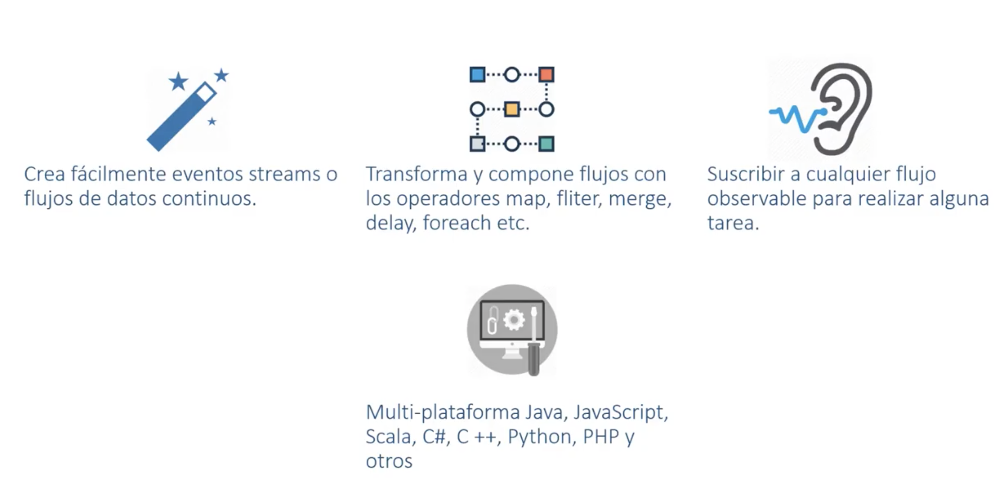 Crea fácilmente eventos streams o
flujos de datos continuos.
Transforma y compone flujos con
los operadores map, fliter, merge,
delay, foreach etc.
Suscribir a cualquier flujo
observable para realizar alguna
tarea.
Multi-plataforma Java, JavaScript,
Scala, C#, C ++, Python, PHP y
otros